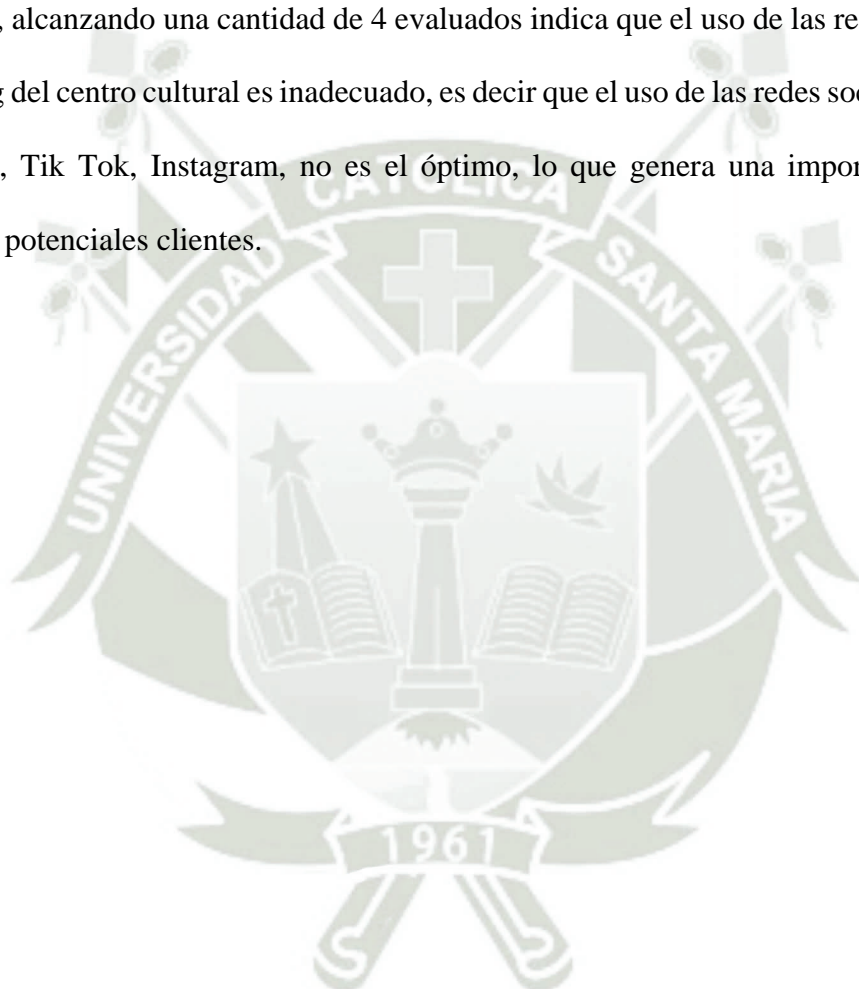 , alcanzando una cantidad de 4 evaluados indica que el uso de las re
g del centro cultural es inadecuado, es decir que el uso de las redes soc
, Tik Tok, Instagram, no es el óptimo, lo que genera una impor
potenciales clientes.
UNIVERSIDAD CATOLICA SANTA MARIA
1961